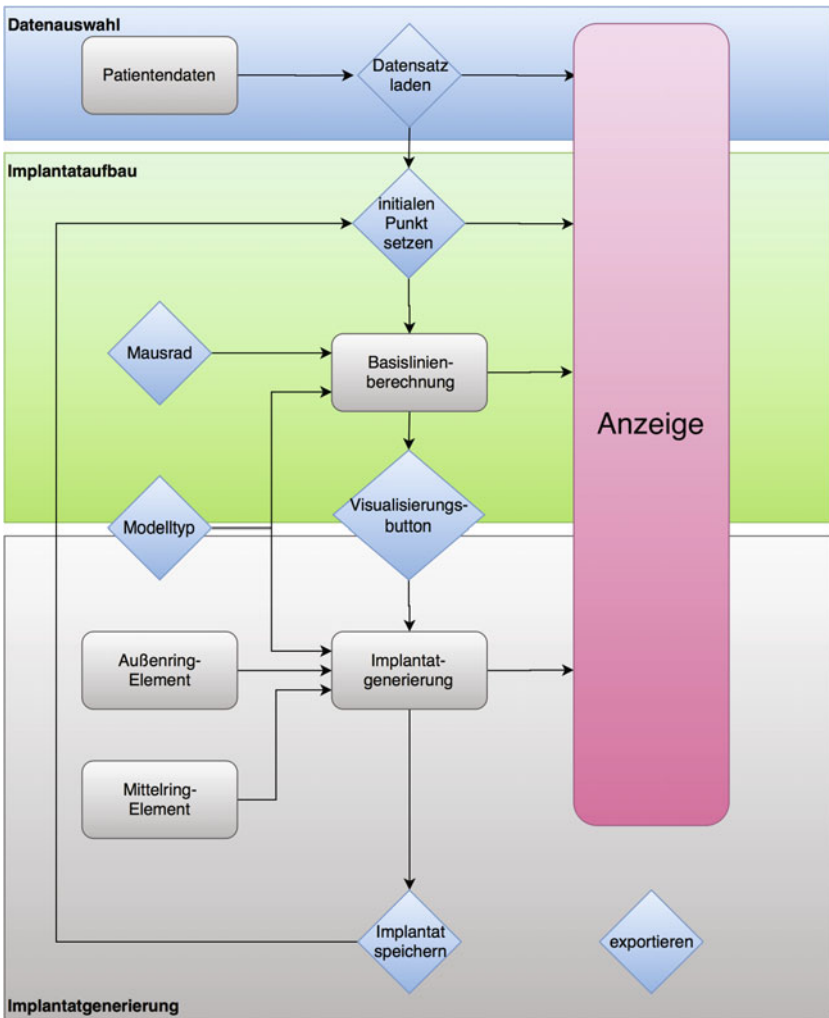 Datenauswahl
Patientendaten
Datensatz
laden
Implantataufbau
initialen
Punkt
setzen
Mausrad
Basislinien-
berechnung
Anzeige
Modelltyp
Visualisierungs-
button
Außenring-
Element
Implantat-
generierung
Mittelring-
Element
Implantat
speichern
exportieren
Implantatgenerierung